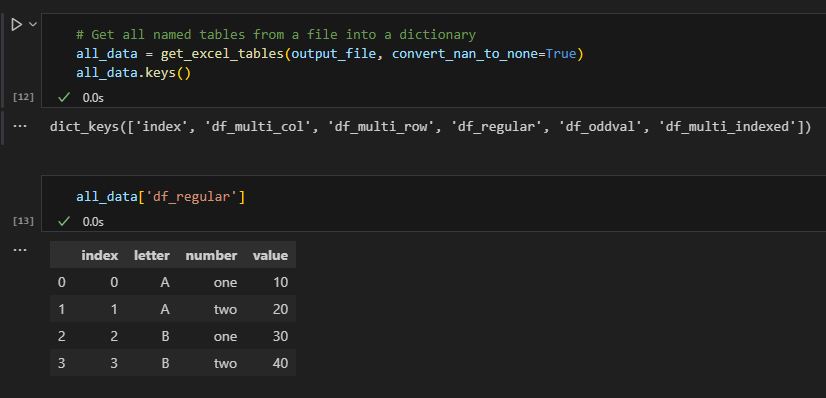 # Get all named tables from a file into a dictionary
all_data = get_excel_tables(output_file, convert_nan_to_none=True)
all_data.keys()
[12] 0.0s
dict_keys(['index', 'df_multi_col', 'df_multi_row', 'df_regular', 'df_oddval', 'df_multi_indexed'])
all_data['df_regular']
[13] 0.0s
index letter number value
0 0 A one 10
1 1 A two 20
2 2 B one 30
3 3 B two 40